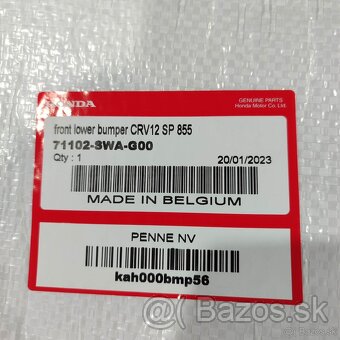 HONDA
GENUINE PARTS
Honda Motor Co. Ltd.
front lower bumper CRV12 SP 855
71102-SWA-G00
Qty : 1
20/01/2023
MADE IN BELGIUM
PENNE NV
kah000bmp56
Bazos.sk